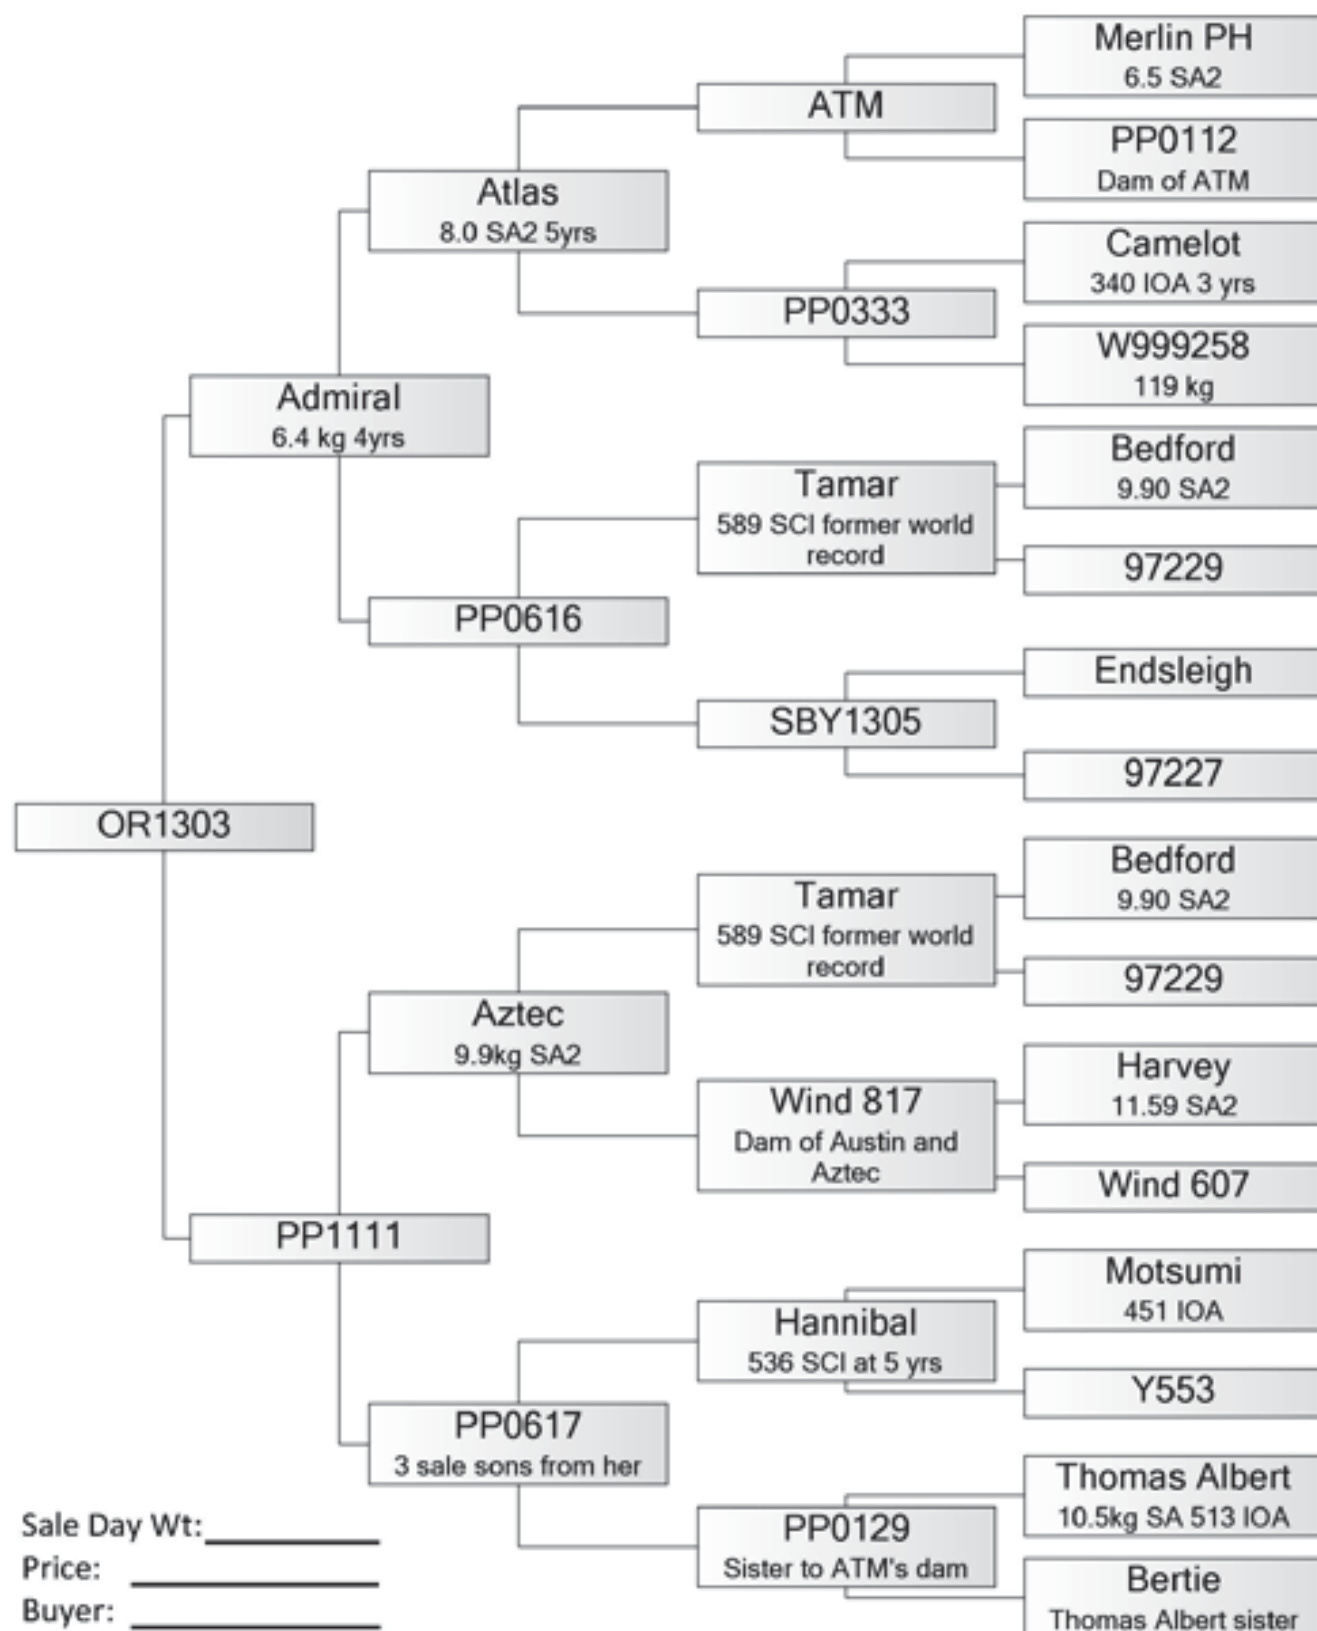 Merlin PH
6.5 SA2
ATM
PP0112
Dam of ATM
Atlas
8.0 SA2 5yrs
Camelot
340 IOA 3 yrs
PP0333
W999258
119 kg
Admiral
6.4 kg 4yrs
Bedford
9.90 SA2
Tamar
589 SCI former world
record
97229
PP0616
Endsleigh
SBY1305
97227
OR1303
Bedford
9.90 SA2
Tamar
589 SCI former world
record
97229
Aztec
9.9kg SA2
Harvey
11.59 SA2
Wind 817
Dam of Austin and
Aztec
Wind 607
PP1111
Motsumi
451 IOA
Hannibal
536 SCI at 5 yrs
Y553
PP0617
3 sale sons from her
Thomas Albert
10.5kg SA 513 IOA
PP0129
Sister to ATM's dam
Bertie
Thomas Albert sister
Sale Day Wt:
Price:
Buyer: